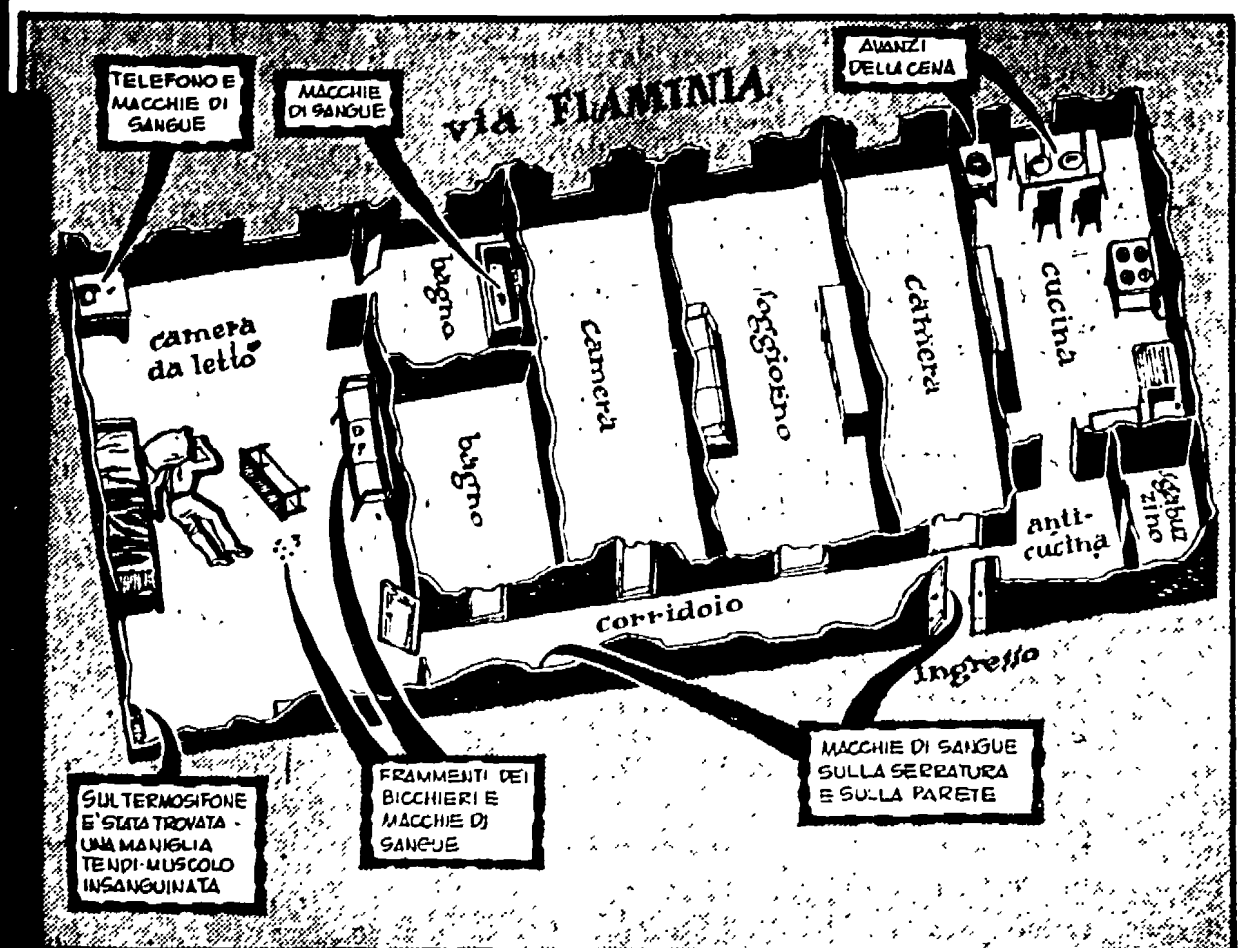 TELEFONO E
MACCHIE DI
SANGUE
MACCHIE
DI SANGUE
via FLAMINIA
AVANZI
DELLA CENA
camera
da letto
bagno
bagno
camera
soggiorno
camera
cucina
anti-
cucina
sgabuz
zino
corridoio
ingresso
SUL TERMOSIFONE
E' STATA TROVATA -
UNA MANIGLIA
TENDI-MUSCOLO
INSANGUINATA
FRAMMENTI DEI
BICCHIERI E
MACCHIE DI
SANGUE
MACCHIE DI SANGUE
SULLA SERRATURA
E SULLA PARETE